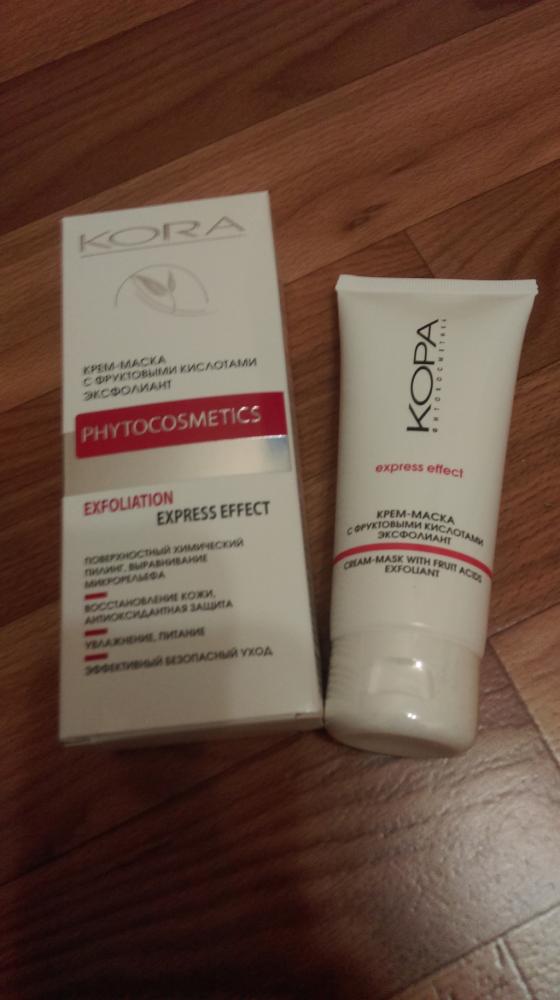 KORA
КРЕМ-МАСКА
С ФРУКТОВЫМИ КИСЛОТАМИ
ЭКСФОЛИАНТ
PHYTOCOSMETICS
EXFOLIATION
EXPRESS EFFECT
ПОВЕРХНОСТНЫЙ ХИМИЧЕСКИЙ
ПИЛИНГ, ВЫРАВНИВАНИЕ
МИКРОРЕЛЬЕФА
ВОССТАНОВЛЕНИЕ КОЖИ,
АНТИОКСИДАНТНАЯ ЗАЩИТА
УВЛАЖНЕНИЕ, ПИТАНИЕ
ЭФФЕКТИВНЫЙ БЕЗОПАСНЫЙ УХОД
КОРА
ФИТОКОСМЕТИКА
express effect
КРЕМ-МАСКА
С ФРУКТОВЫМИ КИСЛОТАМИ
ЭКСФОЛИАНТ
CREAM-MASK WITH FRUIT ACIDS
EXFOLIANT